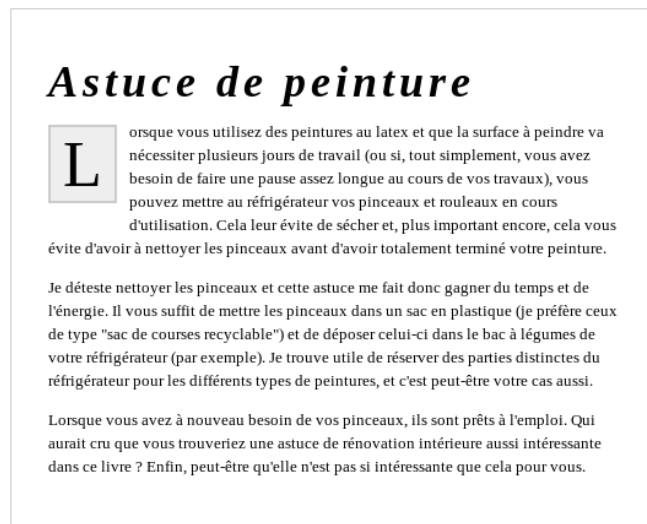 Astuce de peinture
Lorsque vous utilisez des peintures au latex et que la surface à peindre va
nécessiter plusieurs jours de travail (ou si, tout simplement, vous avez
besoin de faire une pause assez longue au cours de vos travaux), vous
pouvez mettre au réfrigérateur vos pinceaux et rouleaux en cours
d'utilisation. Cela leur évite de sécher et, plus important encore, cela vous
évite d'avoir à nettoyer les pinceaux avant d'avoir totalement terminé votre peinture.
Je déteste nettoyer les pinceaux et cette astuce me fait donc gagner du temps et de
l'énergie. Il vous suffit de mettre les pinceaux dans un sac en plastique (je préfère ceux
de type "sac de courses recyclable") et de déposer celui-ci dans le bac à légumes de
votre réfrigérateur (par exemple). Je trouve utile de réserver des parties distinctes du
réfrigérateur pour les différents types de peintures, et c'est peut-être votre cas aussi.
Lorsque vous avez à nouveau besoin de vos pinceaux, ils sont prêts à l'emploi. Qui
aurait cru que vous trouveriez une astuce de rénovation intérieure aussi intéressante
dans ce livre ? Enfin, peut-être qu'elle n'est pas si intéressante que cela pour vous.